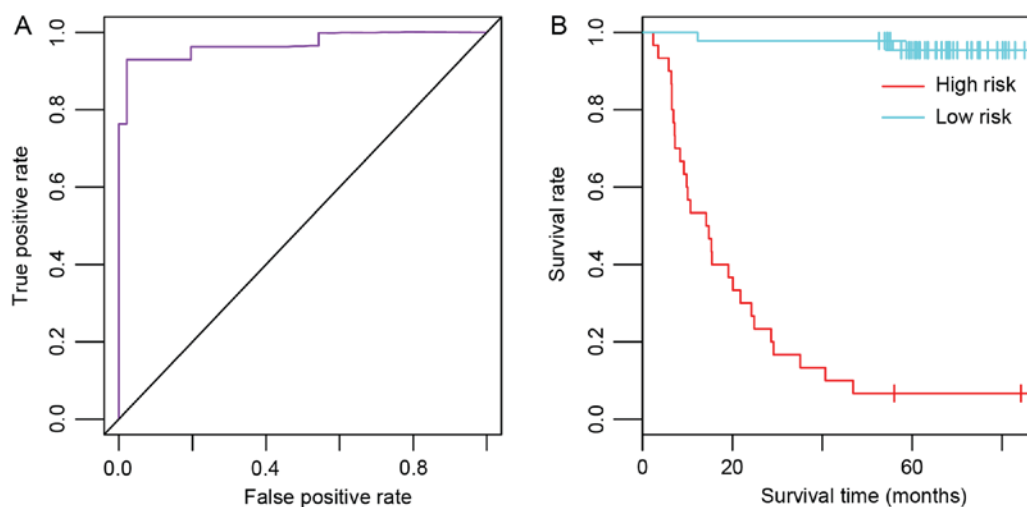 A
True positive rate
1.0
0.8
0.6
0.4
0.2
0.0
0.0 0.4 0.8
False positive rate
B
Survival rate
1.0
0.8
0.6
0.4
0.2
0.0
High risk
Low risk
0 20 60
Survival time (months)